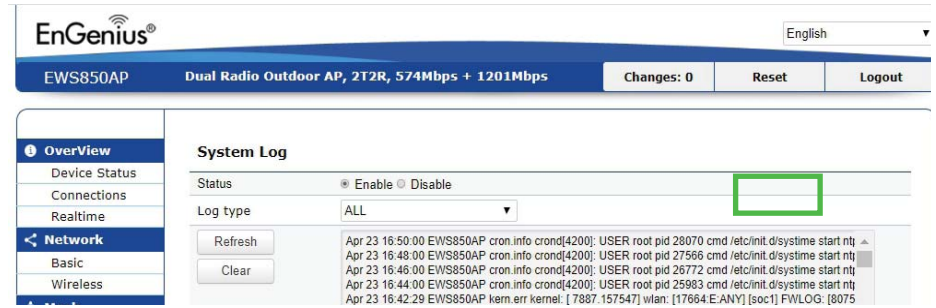 EnGenius®
English
EWS850AP
Dual Radio Outdoor AP, 2T2R, 574Mbps + 1201Mbps
Changes: 0
Reset
Logout
OverView
Device Status
Connections
Realtime
Network
Basic
Wireless
System Log
Status
Enable
Disable
Log type
ALL
Refresh
Clear
Apr 23 16:50:00 EWS850AP cron.info crond[4200]: USER root pid 28070 cmd /etc/init.d/systime start ntp
Apr 23 16:48:00 EWS850AP cron.info crond[4200]: USER root pid 27566 cmd /etc/init.d/systime start ntp
Apr 23 16:46:00 EWS850AP cron.info crond[4200]: USER root pid 26772 cmd /etc/init.d/systime start ntp
Apr 23 16:44:00 EWS850AP cron.info crond[4200]: USER root pid 25983 cmd /etc/init.d/systime start ntp
Apr 23 16:42:29 EWS850AP kern.err kernel: [ 7887.157547] wlan: [17664:E:ANY] [soc1] FWLOG: [8075